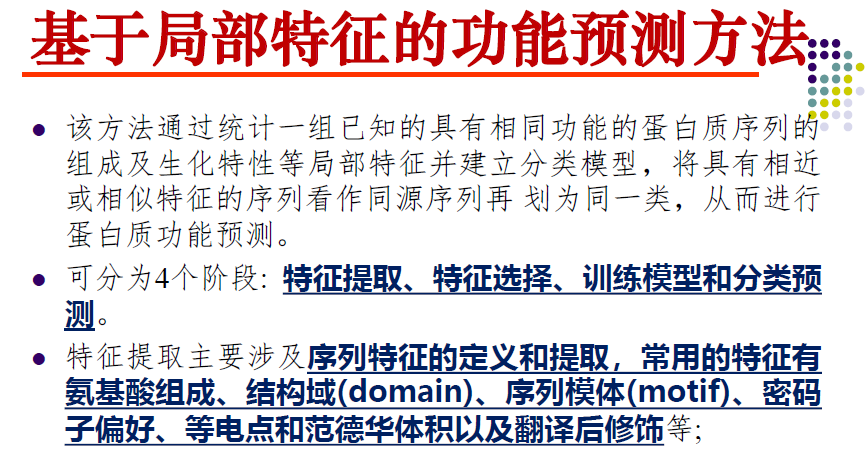 基于局部特征的功能预测方法
该方法通过统计一组已知的具有相同功能的蛋白质序列的
组成及生化特性等局部特征并建立分类模型，将具有相近
或相似特征的序列看作同源序列再 划为同一类，从而进行
蛋白质功能预测。
可分为4个阶段: 特征提取、特征选择、训练模型和分类预
测。
特征提取主要涉及序列特征的定义和提取，常用的特征有
氨基酸组成、结构域(domain)、序列模体(motif)、密码
子偏好、等电点和范德华体积以及翻译后修饰等;